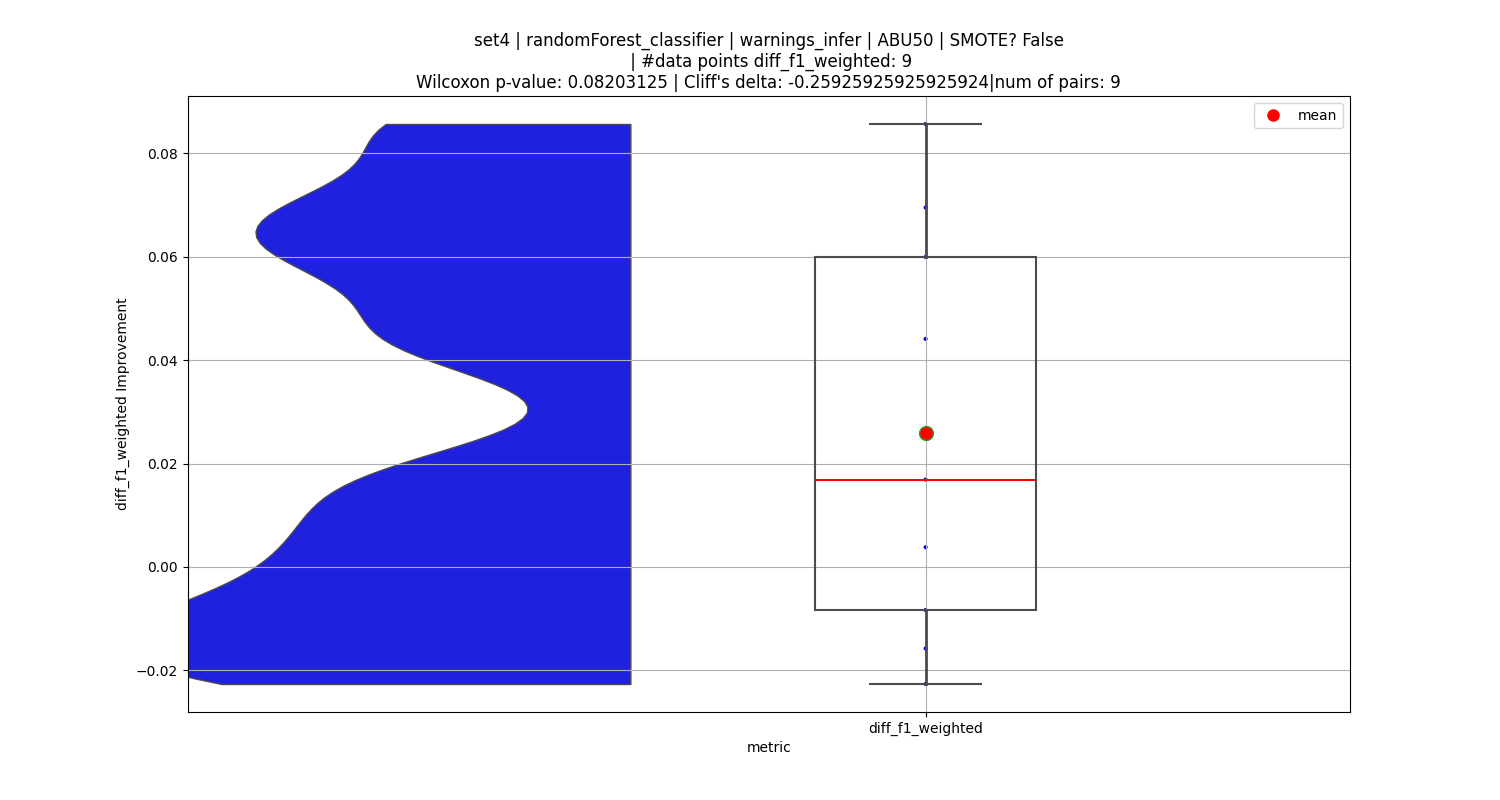 set4 | randomForest_classifier | warnings_infer | ABU50 | SMOTE? False
| #data points diff_f1_weighted: 9
Wilcoxon p-value: 0.08203125 | Cliff's delta: -0.25925925925925924|num of pairs: 9
mean
0.08
0.06
0.04
0.02
0.00
−0.02
diff_f1_weighted Improvement
diff_f1_weighted
metric